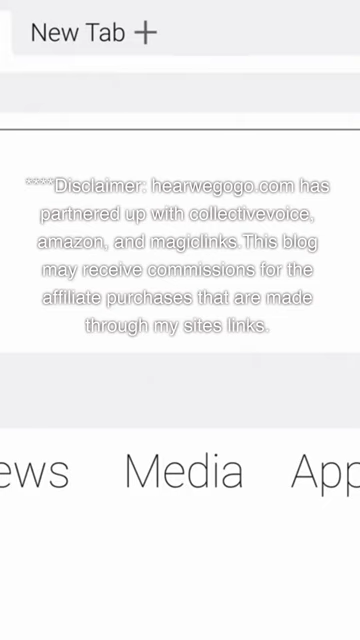 New Tab +
****Disclaimer: hearwegogo.com has
partnered up with collectivevoice,
amazon, and magiclinks.This blog
may receive commissions for the
affiliate purchases that are made
through my sites links.
ews Media App